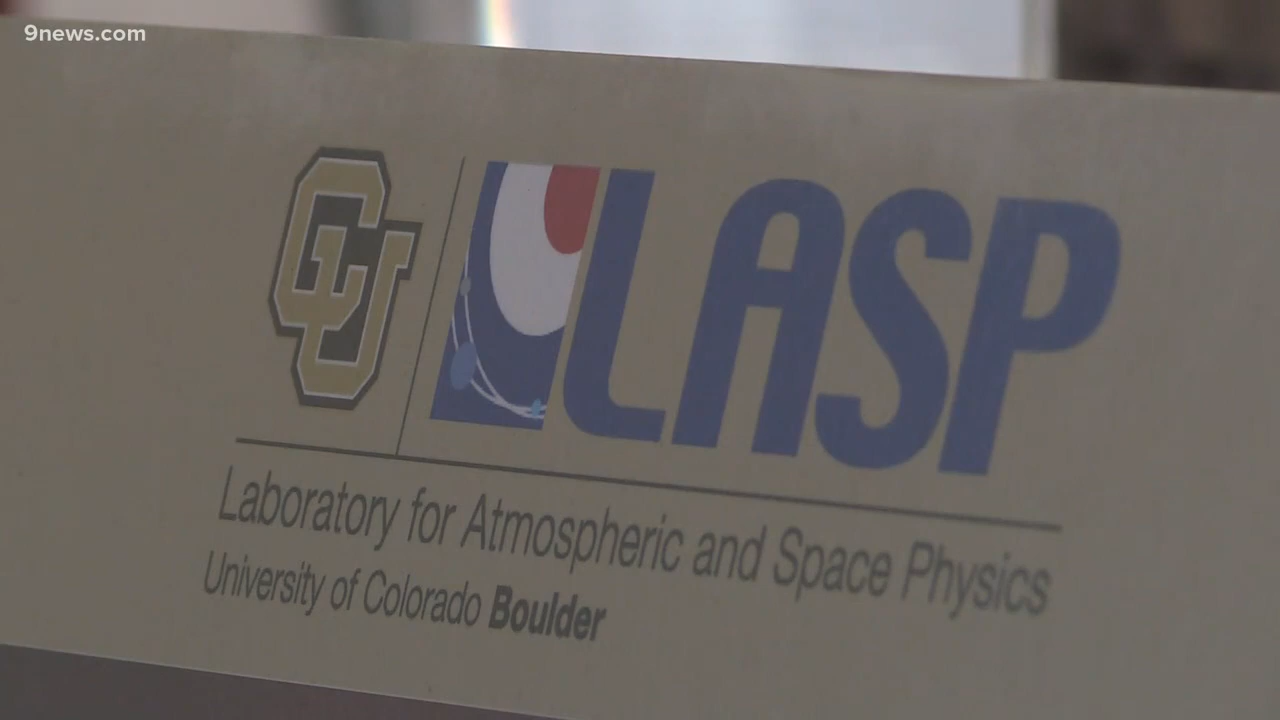 9news.com
CU
LASP
Laboratory for Atmospheric and Space Physics
University of Colorado Boulder